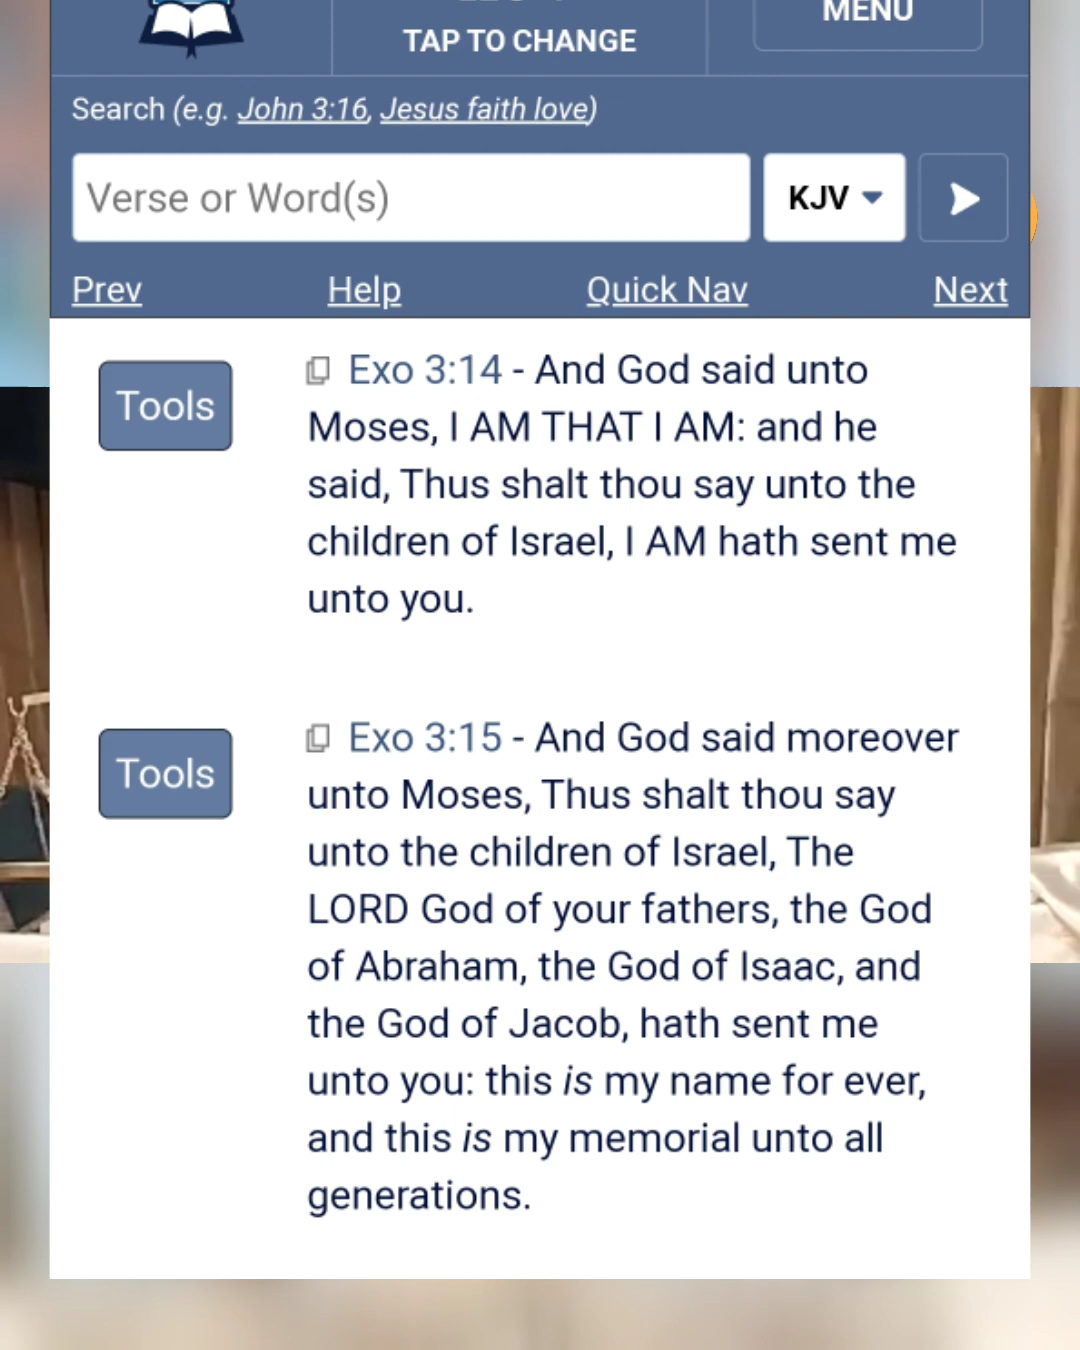 TAP TO CHANGE
MENU
Search (e.g. John 3:16, Jesus faith love)
Verse or Word(s)
KJV
Prev Help Quick Nav Next
Tools
Exo 3:14 - And God said unto
Moses, I AM THAT I AM: and he
said, Thus shalt thou say unto the
children of Israel, I AM hath sent me
unto you.
Tools
Exo 3:15 - And God said moreover
unto Moses, Thus shalt thou say
unto the children of Israel, The
LORD God of your fathers, the God
of Abraham, the God of Isaac, and
the God of Jacob, hath sent me
unto you: this is my name for ever,
and this is my memorial unto all
generations.